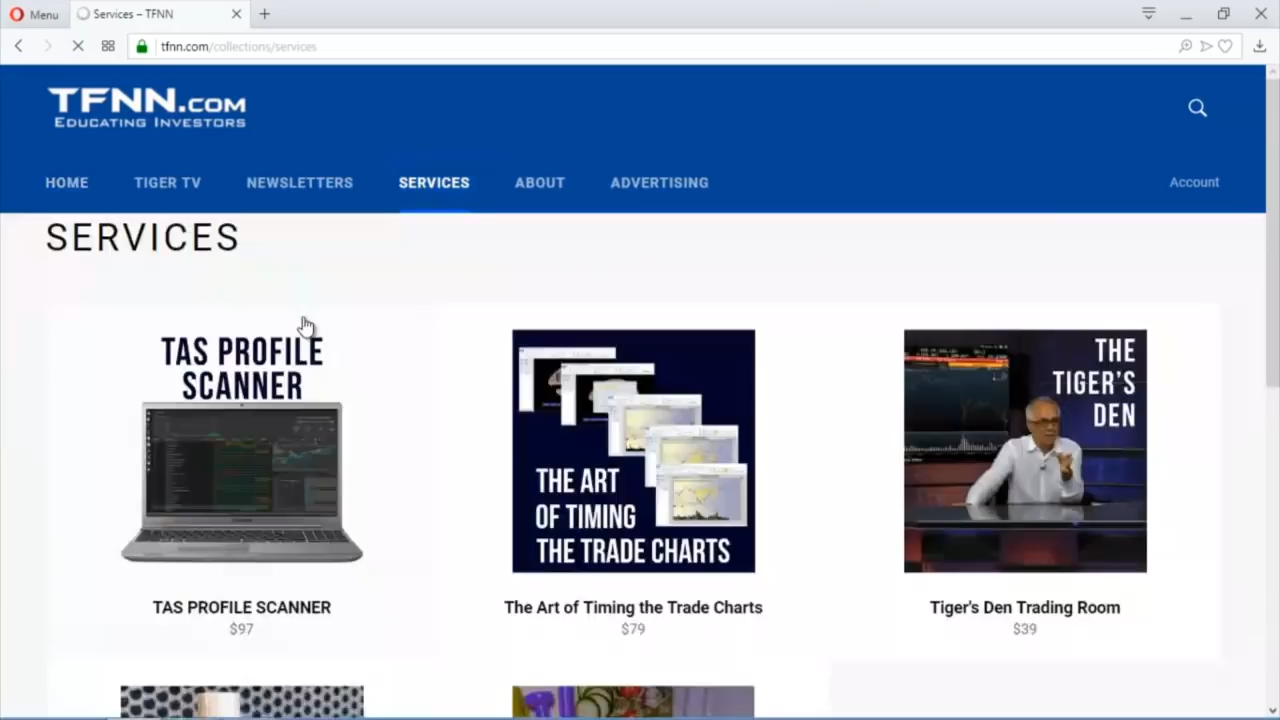 Menu
Services – TFNN
tfnn.com/collections/services
TFNN.COM
EDUCATING INVESTORS
HOME
TIGER TV
NEWSLETTERS
SERVICES
ABOUT
ADVERTISING
Account
SERVICES
TAS PROFILE
SCANNER
THE ART
OF TIMING
THE TRADE CHARTS
THE
TIGER'S
DEN
TAS PROFILE SCANNER
$97
The Art of Timing the Trade Charts
$79
Tiger's Den Trading Room
$39